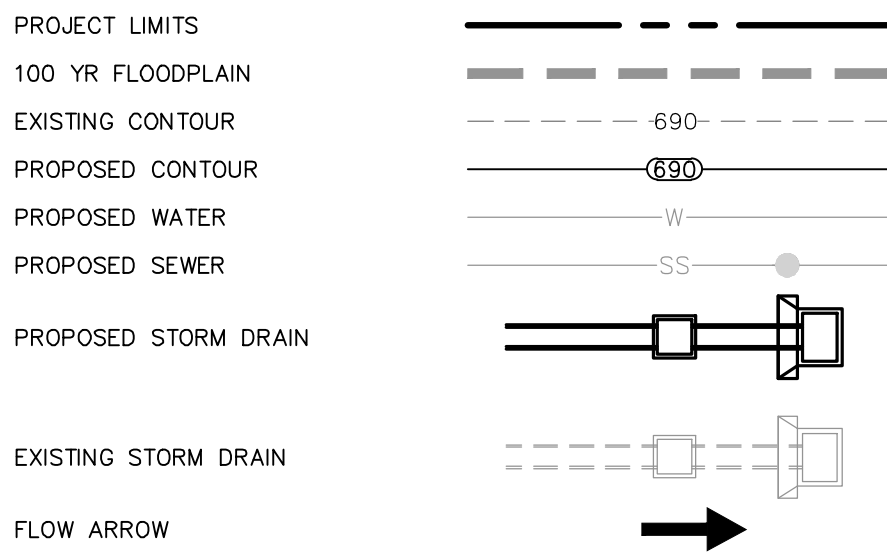 PROJECT LIMITS
100 YR FLOODPLAIN
EXISTING CONTOUR 690
PROPOSED CONTOUR 690
PROPOSED WATER W
PROPOSED SEWER SS
PROPOSED STORM DRAIN
EXISTING STORM DRAIN
FLOW ARROW